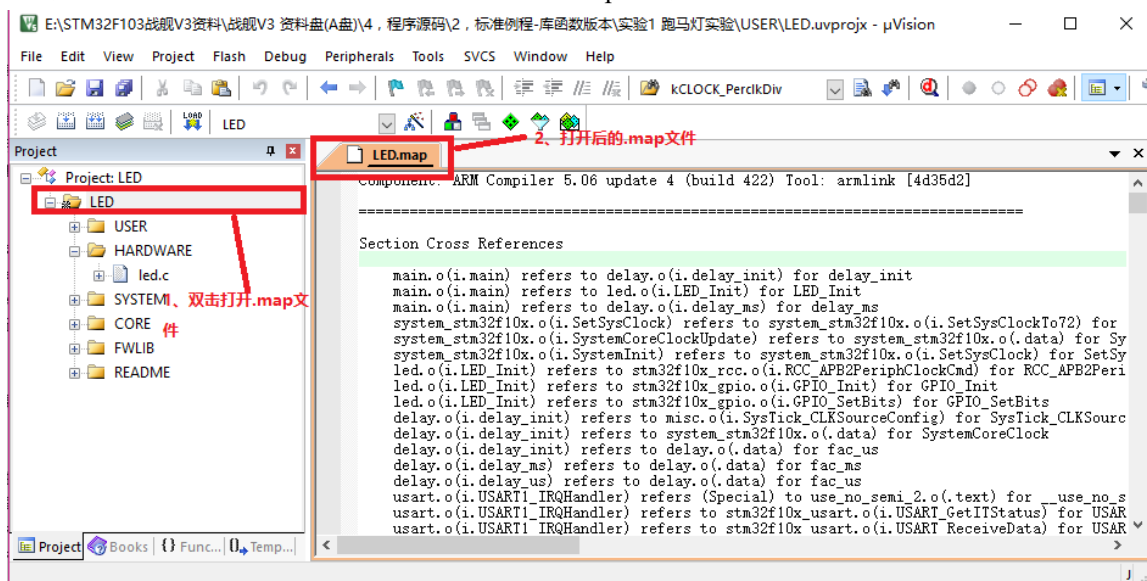 E:\STM32F103战舰V3资料\战舰V3 资料盘(A盘)\4，程序源码\2，标准例程-库函数版本\实验1 跑马灯实验\USER\LED.uvprojx - µVision
File Edit View Project Flash Debug Peripherals Tools SVCS Window Help
kCLOCK_PerclkDiv
LOAD LED
2、打开后的.map文件
Project
LED.map
Project: LED
LED
USER
HARDWARE
led.c
SYSTEM
1、双击打开.map文
件
CORE
FWLIB
README
Component: ARM Compiler 5.06 update 4 (build 422) Tool: armlink [4d35d2]
================================================================================
Section Cross References
main.o(i.main) refers to delay.o(i.delay_init) for delay_init
main.o(i.main) refers to led.o(i.LED_Init) for LED_Init
main.o(i.main) refers to delay.o(i.delay_ms) for delay_ms
system_stm32f10x.o(i.SetSysClock) refers to system_stm32f10x.o(i.SetSysClockTo72) for
system_stm32f10x.o(i.SystemCoreClockUpdate) refers to system_stm32f10x.o(.data) for Sy
system_stm32f10x.o(i.SystemInit) refers to system_stm32f10x.o(i.SetSysClock) for SetSy
led.o(i.LED_Init) refers to stm32f10x_rcc.o(i.RCC_APB2PeriphClockCmd) for RCC_APB2Peri
led.o(i.LED_Init) refers to stm32f10x_gpio.o(i.GPIO_Init) for GPIO_Init
led.o(i.LED_Init) refers to stm32f10x_gpio.o(i.GPIO_SetBits) for GPIO_SetBits
delay.o(i.delay_init) refers to misc.o(i.SysTick_CLKSourceConfig) for SysTick_CLKSourc
delay.o(i.delay_init) refers to system_stm32f10x.o(.data) for SystemCoreClock
delay.o(i.delay_init) refers to delay.o(.data) for fac_us
delay.o(i.delay_ms) refers to delay.o(.data) for fac_ms
delay.o(i.delay_us) refers to delay.o(.data) for fac_us
usart.o(i.USART1_IRQHandler) refers (Special) to use_no_semi_2.o(.text) for __use_no_s
usart.o(i.USART1_IRQHandler) refers to stm32f10x_usart.o(i.USART_GetITStatus) for USAR
usart.o(i.USART1_IRQHandler) refers to stm32f10x_usart.o(i.USART_ReceiveData) for USAR
Project Books {} Func... Temp...